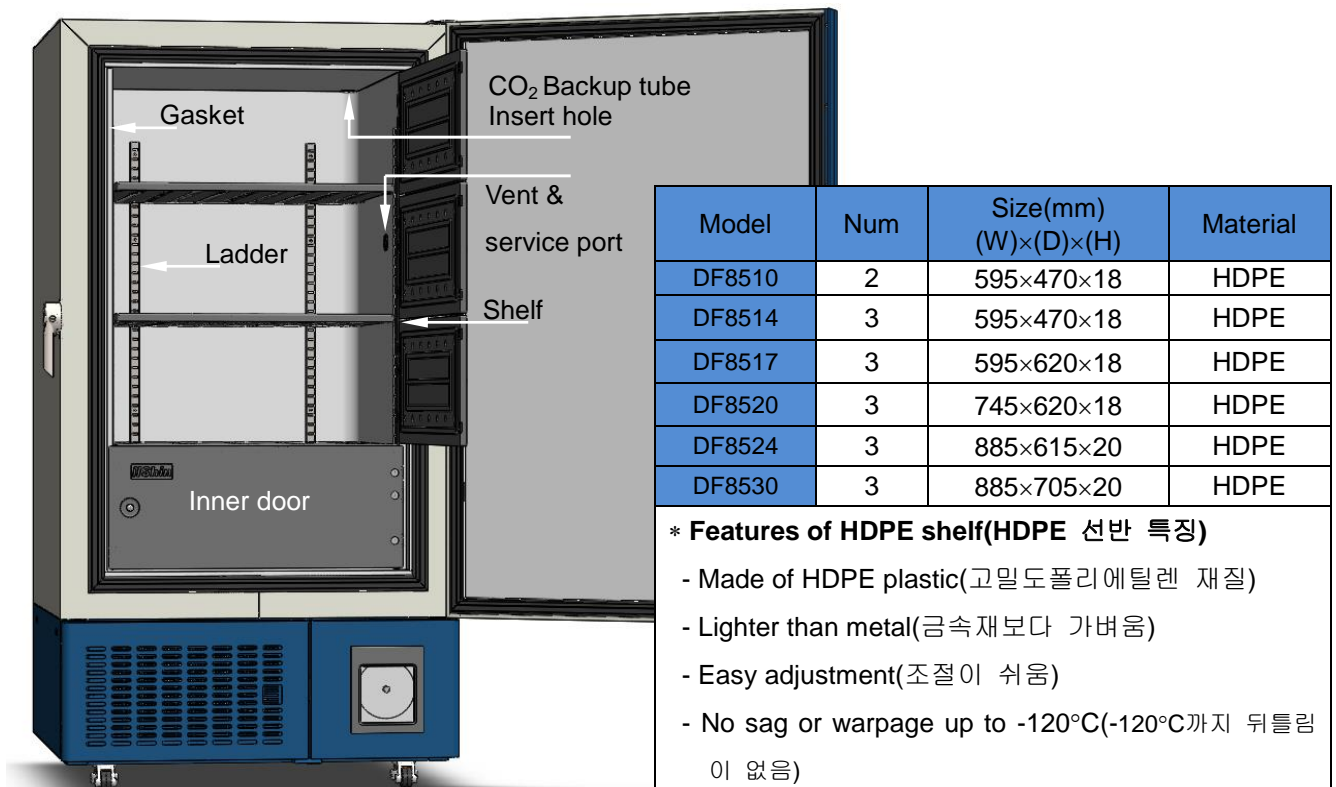 CO₂ Backup tube
Insert hole
Gasket
Vent &
service port
Ladder
Shelf
ilShin
Inner door
Model Num Size(mm) (W)×(D)×(H) Material
DF8510 2 595×470×18 HDPE
DF8514 3 595×470×18 HDPE
DF8517 3 595×620×18 HDPE
DF8520 3 745×620×18 HDPE
DF8524 3 885×615×20 HDPE
DF8530 3 885×705×20 HDPE
* Features of HDPE shelf(HDPE 선반 특징)
- Made of HDPE plastic(고밀도폴리에틸렌 재질)
- Lighter than metal(금속재보다 가벼움)
- Easy adjustment(조절이 쉬움)
- No sag or warpage up to -120°C(-120°C까지 뒤틀림
이 없음)